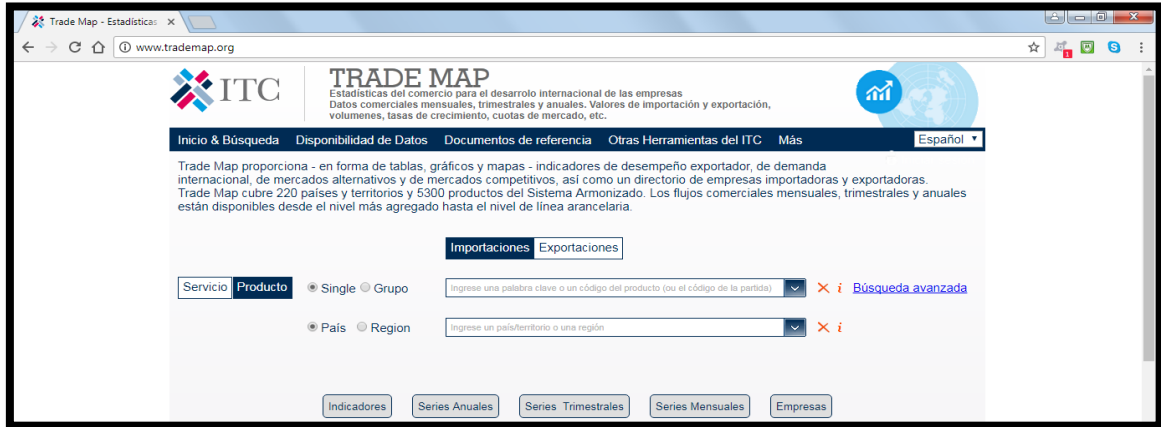 Trade Map - Estadísticas
www.trademap.org
1
ITC
TRADE MAP
Estadísticas del comercio para el desarrolo internacional de las empresas
Datos comerciales mensuales, trimestrales y anuales. Valores de importación y exportación,
volumenes, tasas de crecimiento, cuotas de mercado, etc.
Inicio & Búsqueda Disponibilidad de Datos Documentos de referencia Otras Herramientas del ITC Más Español
Trade Map proporciona - en forma de tablas, gráficos y mapas - indicadores de desempeño exportador, de demanda
internacional, de mercados alternativos y de mercados competitivos, así como un directorio de empresas importadoras y exportadoras.
Trade Map cubre 220 países y territorios y 5300 productos del Sistema Armonizado. Los flujos comerciales mensuales, trimestrales y anuales
están disponibles desde el nivel más agregado hasta el nivel de línea arancelaria.
Importaciones Exportaciones
Servicio Producto Single Grupo Ingrese una palabra clave o un código del producto (ou el código de la partida) i Búsqueda avanzada
País Region Ingrese un país/territorio o una región i
Indicadores Series Anuales Series Trimestrales Series Mensuales Empresas